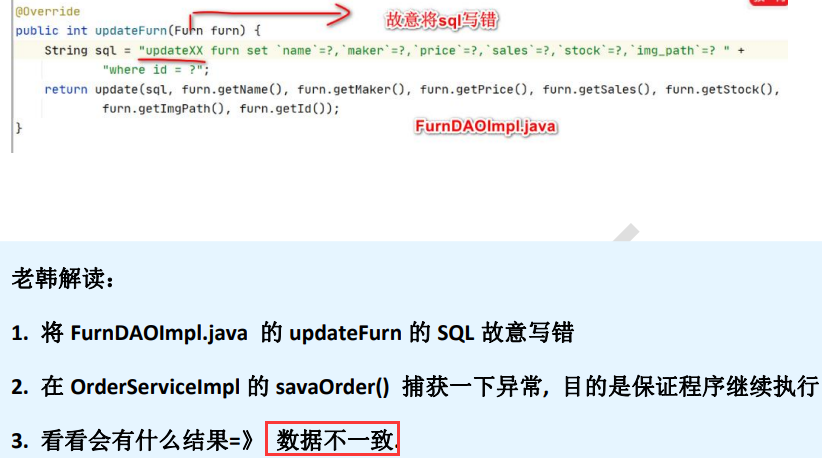 @Override
public int updateFurn(Furn furn) {
故意将sql写错
String sql = "updateXX furn set `name`=?,`maker`=?,`price`=?,`sales`=?,`stock`=?,`img_path`=? " +
"where id = ?";
return update(sql, furn.getName(), furn.getMaker(), furn.getPrice(), furn.getSales(), furn.getStock(),
furn.getImgPath(), furn.getId());
FurnDAOImpl.java
}
老韩解读：
1. 将 FurnDAOImpl.java 的 updateFurn 的 SQL 故意写错
2. 在 OrderServiceImpl 的 savaOrder() 捕获一下异常, 目的是保证程序继续执行
3. 看看会有什么结果=》 数据不一致.